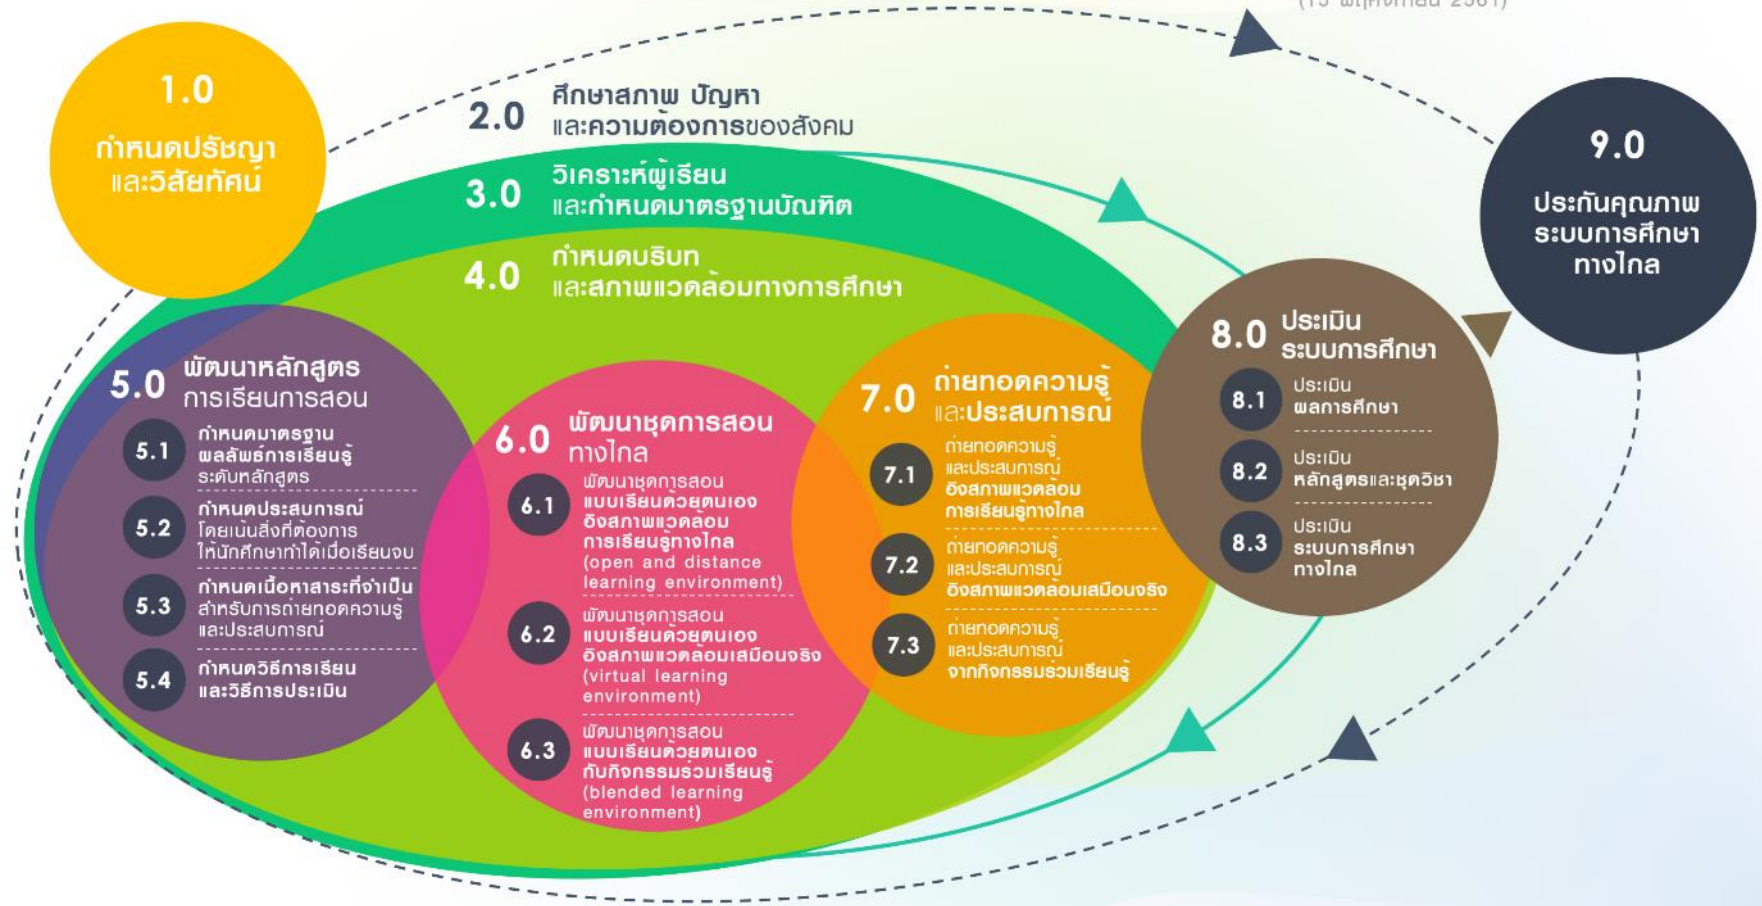 1.0
กำหนดปรัชญา
และวิสัยทัศน์
2.0
ศึกษาสภาพ ปัญหา
และความต้องการของสังคม
3.0
วิเคราะห์ผู้เรียน
และกำหนดมาตรฐานบัณฑิต
4.0
กำหนดบริบท
และสภาพแวดล้อมทางการศึกษา
5.0
พัฒนาหลักสูตร
การเรียนการสอน
5.1
กำหนดมาตรฐาน
ผลลัพธ์การเรียนรู้
ระดับหลักสูตร
5.2
กำหนดประสบการณ์
โดยเน้นสิ่งที่ต้องการ
ให้นักศึกษาทำได้เมื่อเรียนจบ
5.3
กำหนดเนื้อหาสาระที่จำเป็น
สำหรับการถ่ายทอดความรู้
และประสบการณ์
5.4
กำหนดวิธีการเรียน
และวิธีการประเมิน
6.0
พัฒนาชุดการสอน
ทางไกล
6.1
พัฒนาชุดการสอน
แบบเรียนด้วยตนเอง
อิงสภาพแวดล้อม
การเรียนรู้ทางไกล
(open and distance
learning environment)
6.2
พัฒนาชุดการสอน
แบบเรียนด้วยตนเอง
อิงสภาพแวดล้อมเสมือนจริง
(virtual learning
environment)
6.3
พัฒนาชุดการสอน
แบบเรียนด้วยตนเอง
กับกิจกรรมร่วมเรียนรู้
(blended learning
environment)
7.0
ถ่ายทอดความรู้
และประสบการณ์
7.1
ถ่ายทอดความรู้
และประสบการณ์
อิงสภาพแวดล้อม
การเรียนรู้ทางไกล
7.2
ถ่ายทอดความรู้
และประสบการณ์
อิงสภาพแวดล้อมเสมือนจริง
7.3
ถ่ายทอดความรู้
และประสบการณ์
จากกิจกรรมร่วมเรียนรู้
8.0
ประเมิน
ระบบการศึกษา
8.1
ประเมิน
ผลการศึกษา
8.2
ประเมิน
หลักสูตรและชุดวิชา
8.3
ประเมิน
ระบบการศึกษา
ทางไกล
9.0
ประกันคุณภาพ
ระบบการศึกษา
ทางไกล